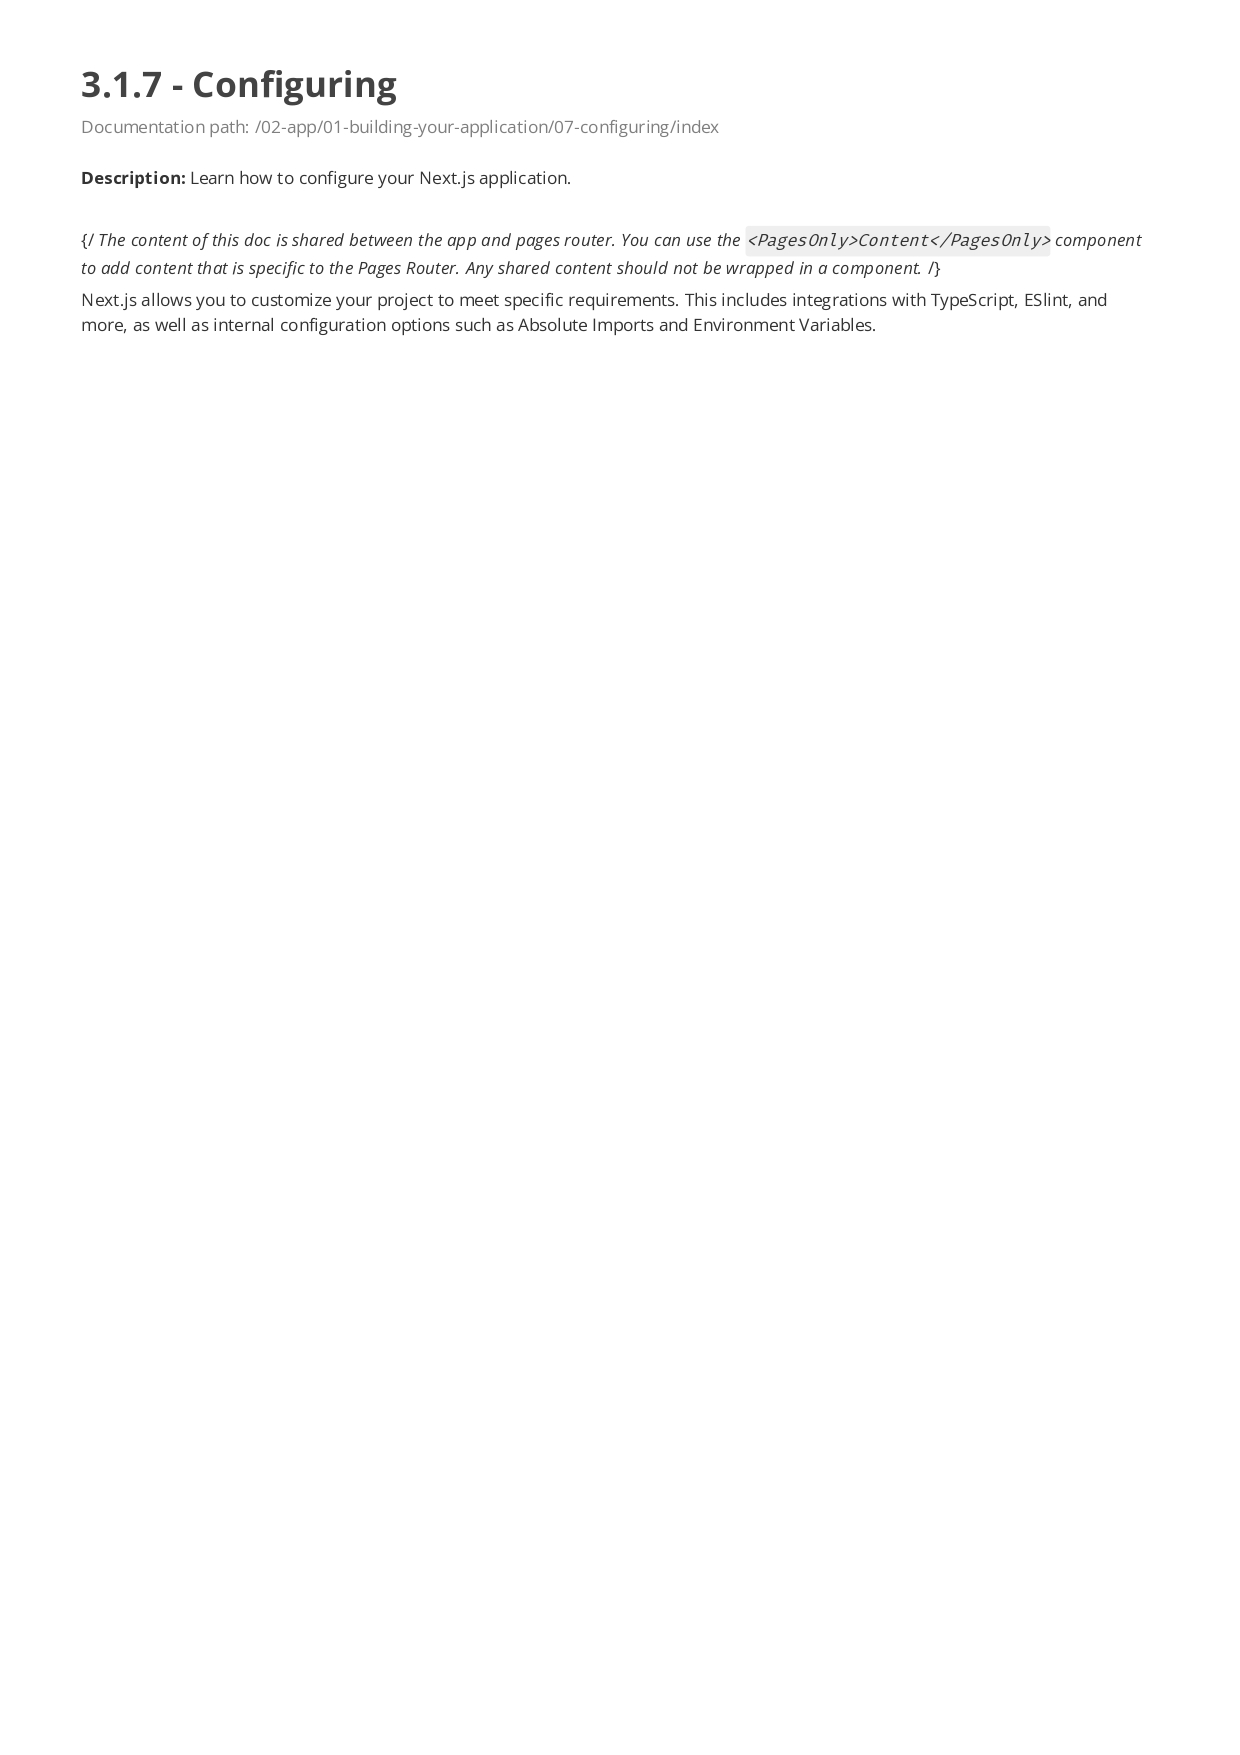 3.1.7 - Configuring
Documentation path: /02-app/01-building-your-application/07-configuring/index
Description: Learn how to configure your Next.js application.
{/ The content of this doc is shared between the app and pages router. You can use the <PagesOnly>Content</PagesOnly> component
to add content that is specific to the Pages Router. Any shared content should not be wrapped in a component. /}
Next.js allows you to customize your project to meet specific requirements. This includes integrations with TypeScript, ESlint, and
more, as well as internal configuration options such as Absolute Imports and Environment Variables.